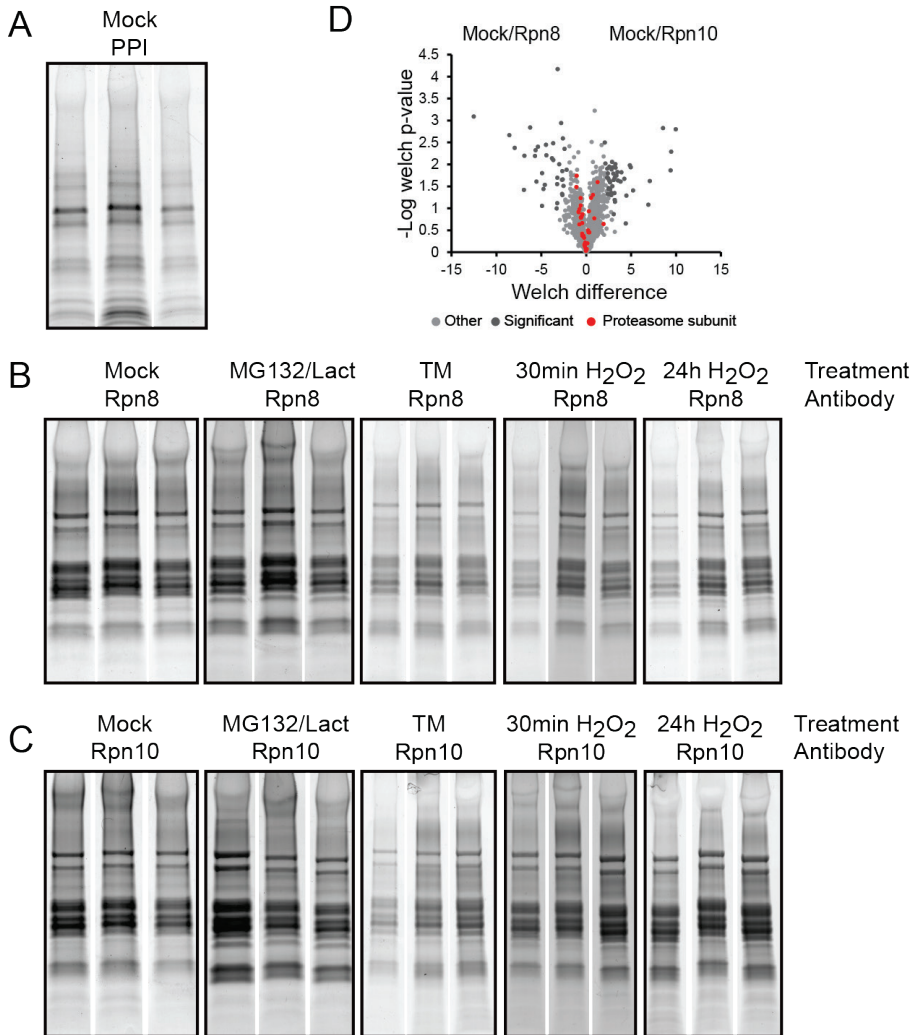 A
Mock
PPI
D
Mock/Rpn8 Mock/Rpn10
-Log welch p-value
4.5
4
3.5
3
2.5
2
1.5
1
0.5
0
-15 -10 -5 0 5 10 15
Welch difference
Other Significant Proteasome subunit
B
Mock MG132/Lact TM 30min H₂O₂ 24h H₂O₂ Treatment
Rpn8 Rpn8 Rpn8 Rpn8 Rpn8 Antibody
C
Mock MG132/Lact TM 30min H₂O₂ 24h H₂O₂ Treatment
Rpn10 Rpn10 Rpn10 Rpn10 Rpn10 Antibody